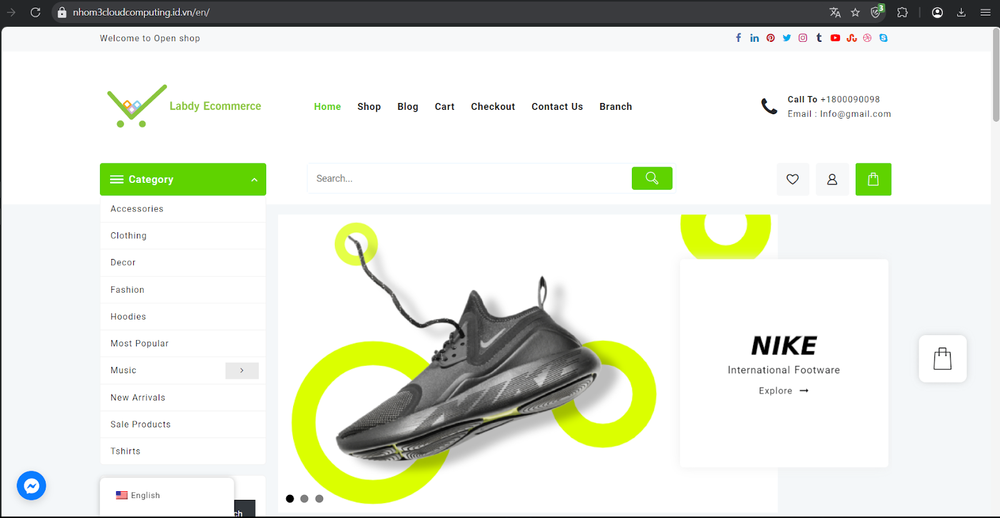 nhom3cloudcomputing.id.vn/en/
3
Welcome to Open shop
Labdy Ecommerce
Home Shop Blog Cart Checkout Contact Us Branch
Call To +1800090098
Email : Info@gmail.com
Category
Search...
Accessories
Clothing
Decor
Fashion
Hoodies
Most Popular
Music
New Arrivals
Sale Products
Tshirts
NIKE
International Footware
Explore
English
ch